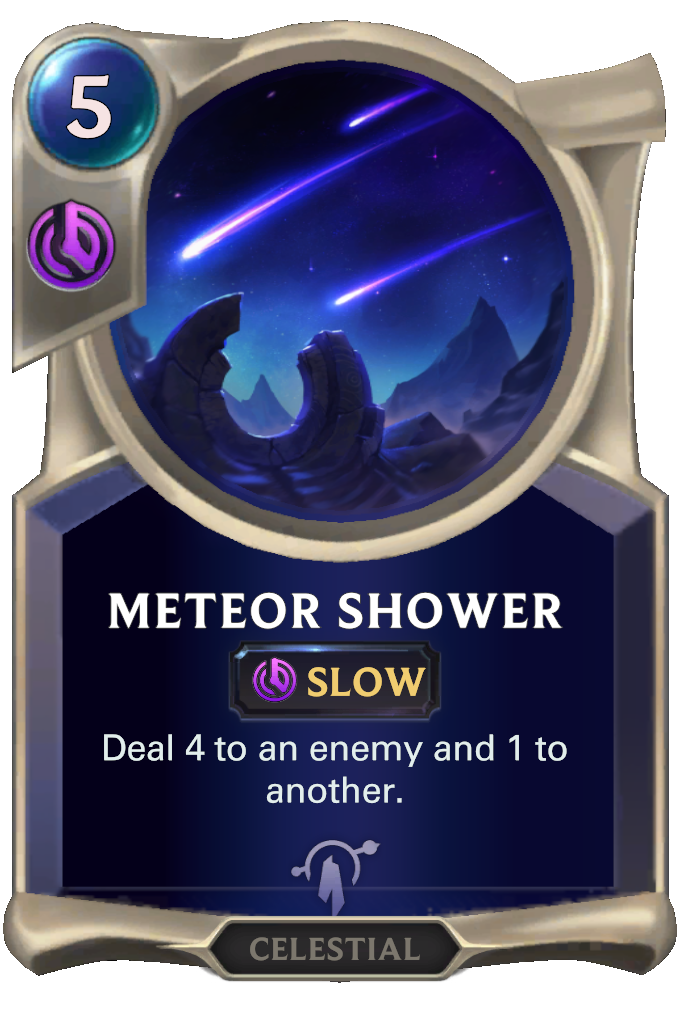 5
METEOR SHOWER
SLOW
Deal 4 to an enemy and 1 to
another.
CELESTIAL